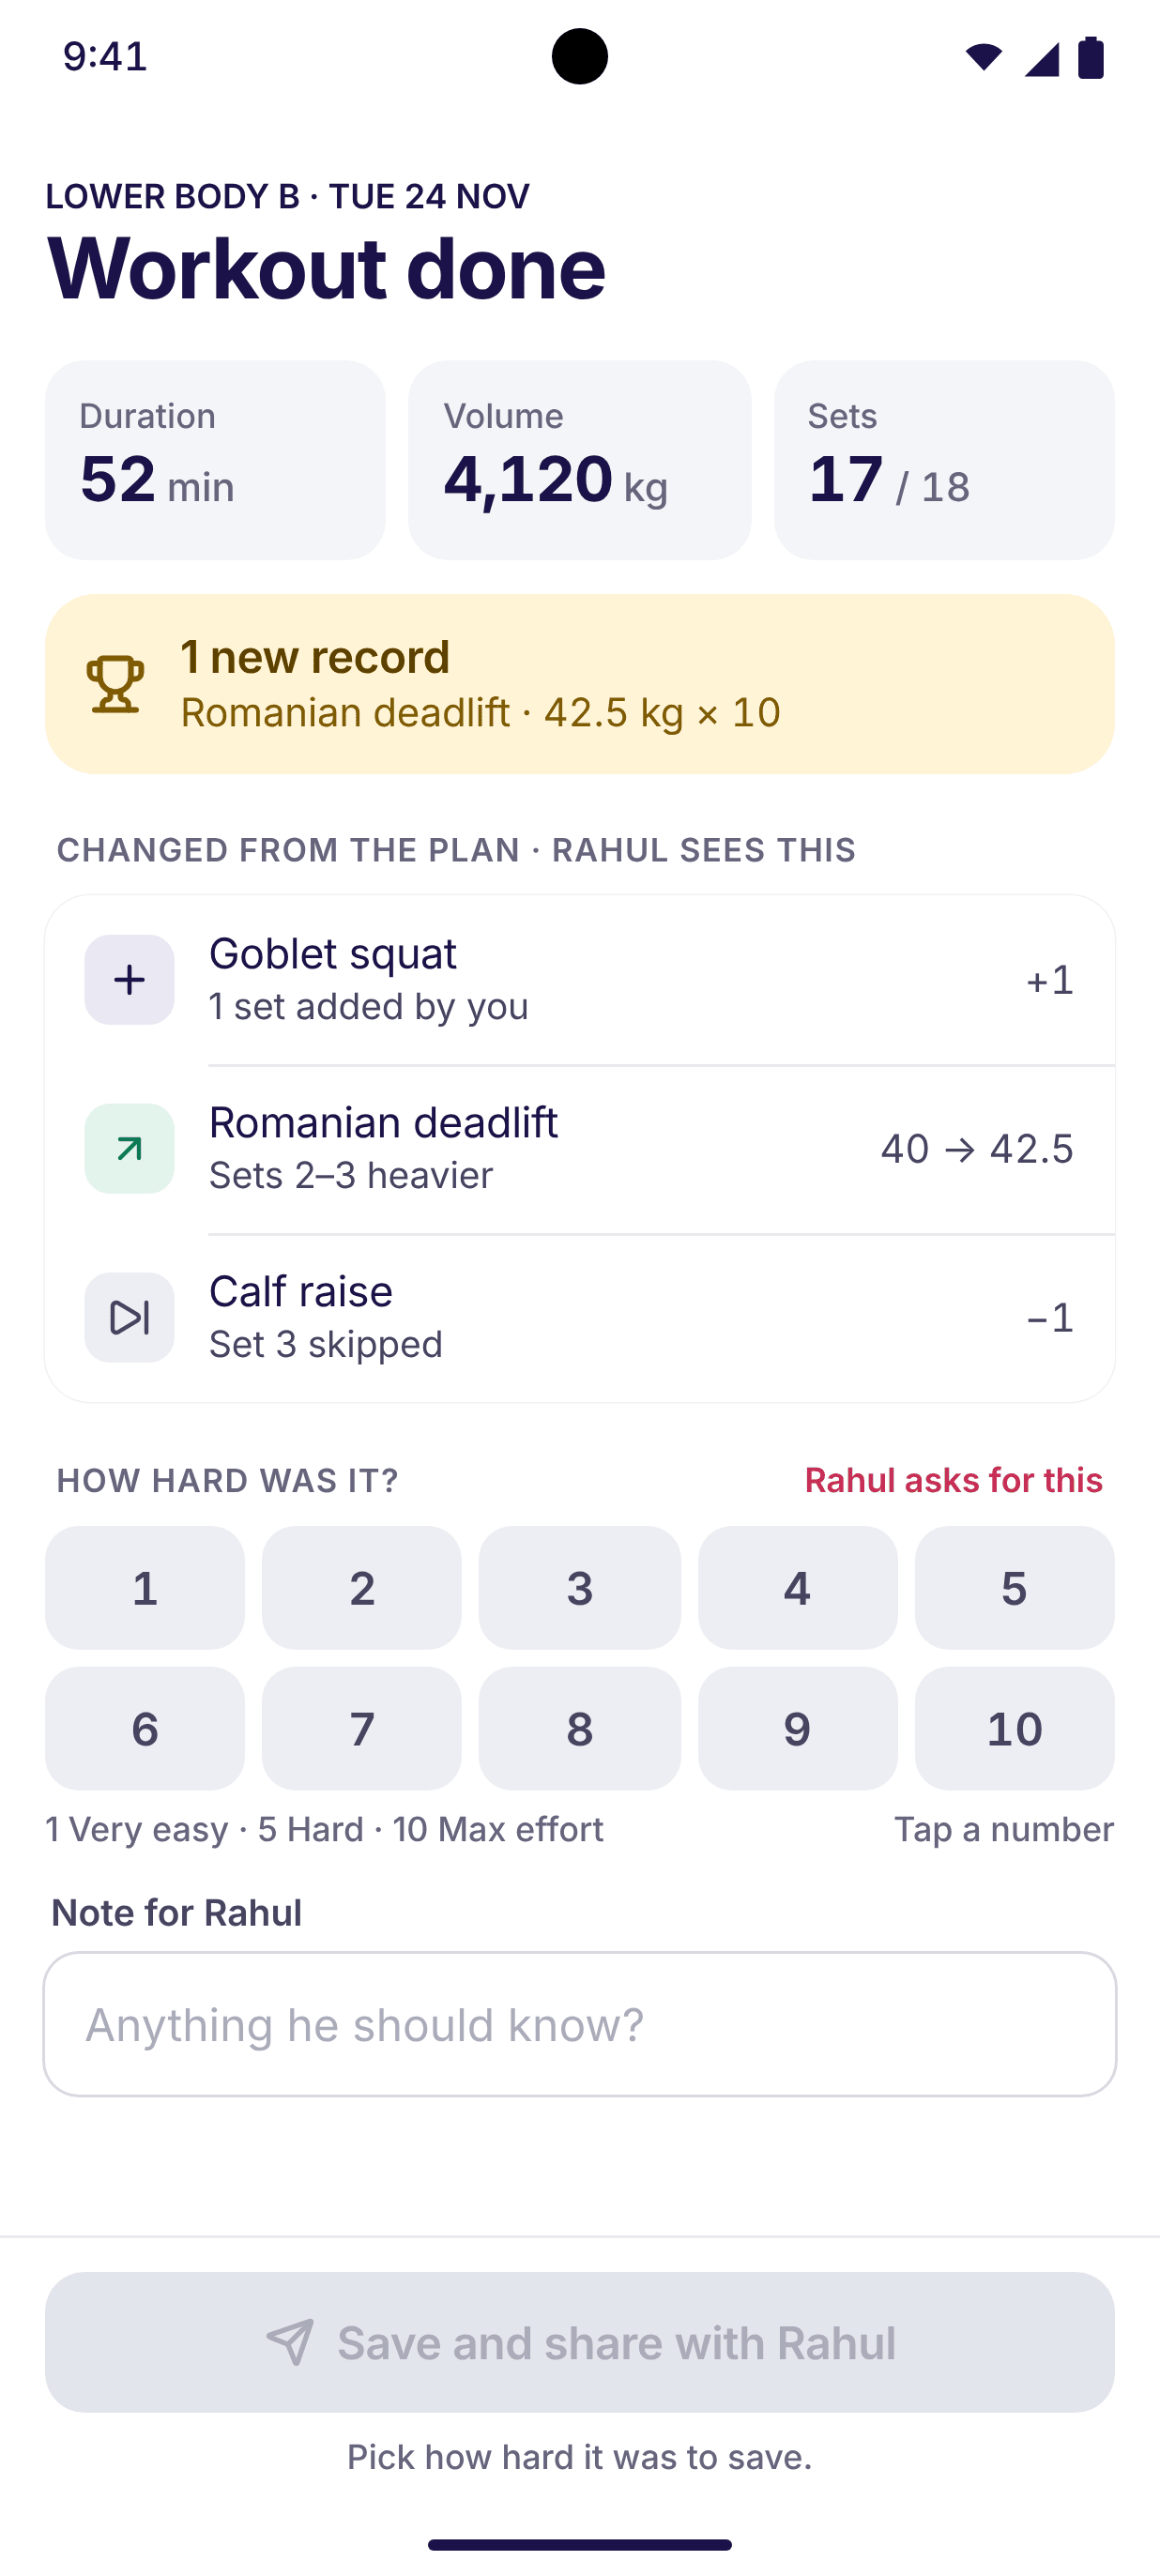 9:41
LOWER BODY B · TUE 24 NOV
Workout done
Duration
52 min
Volume
4,120 kg
Sets
17 / 18
1 new record
Romanian deadlift · 42.5 kg × 10
CHANGED FROM THE PLAN · RAHUL SEES THIS
Goblet squat
1 set added by you
+1
Romanian deadlift
Sets 2–3 heavier
40 → 42.5
Calf raise
Set 3 skipped
−1
HOW HARD WAS IT?
Rahul asks for this
1 2 3 4 5
6 7 8 9 10
1 Very easy · 5 Hard · 10 Max effort
Tap a number
Note for Rahul
Anything he should know?
Save and share with Rahul
Pick how hard it was to save.